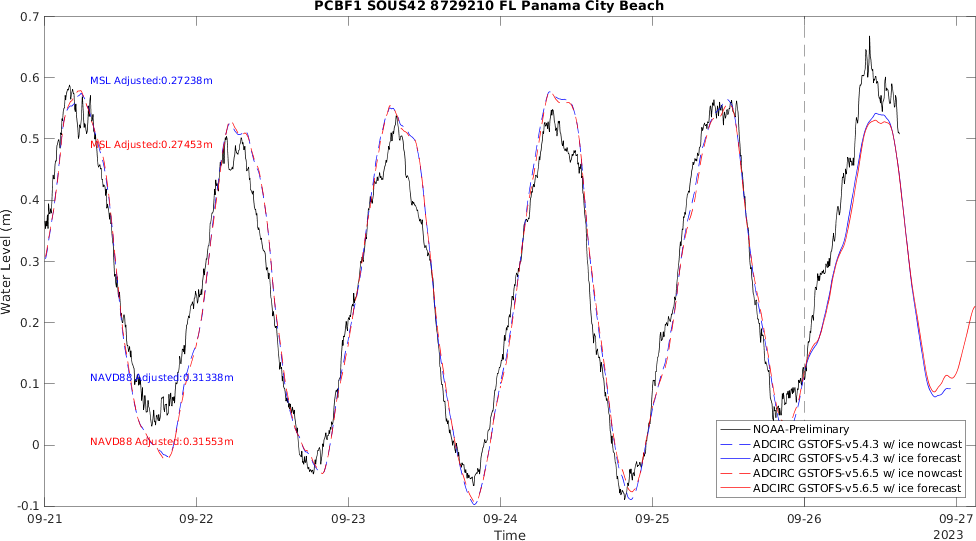 PCBF1 SOUS42 8729210 FL Panama City Beach
0.7
0.6
0.5
0.4
0.3
0.2
0.1
0
-0.1
Water Level (m)
MSL Adjusted:0.27238m
MSL Adjusted:0.27453m
NAVD88 Adjusted:0.31338m
NAVD88 Adjusted:0.31553m
NOAA-Preliminary
ADCIRC GSTOFS-v5.4.3 w/ ice nowcast
ADCIRC GSTOFS-v5.4.3 w/ ice forecast
ADCIRC GSTOFS-v5.6.5 w/ ice nowcast
ADCIRC GSTOFS-v5.6.5 w/ ice forecast
09-21 09-22 09-23 09-24 09-25 09-26 09-27
Time 2023